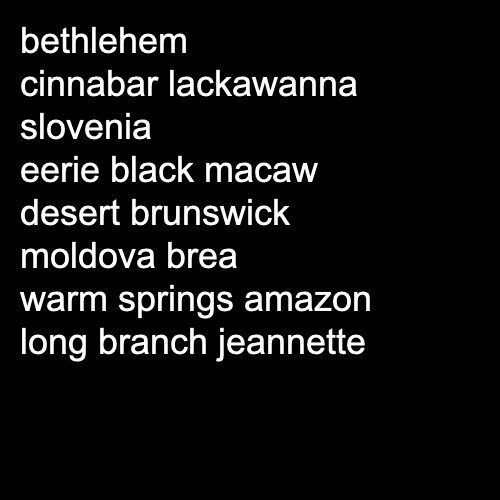 bethlehem
cinnabar lackawanna
slovenia
eerie black macaw
desert brunswick
moldova brea
warm springs amazon
long branch jeannette